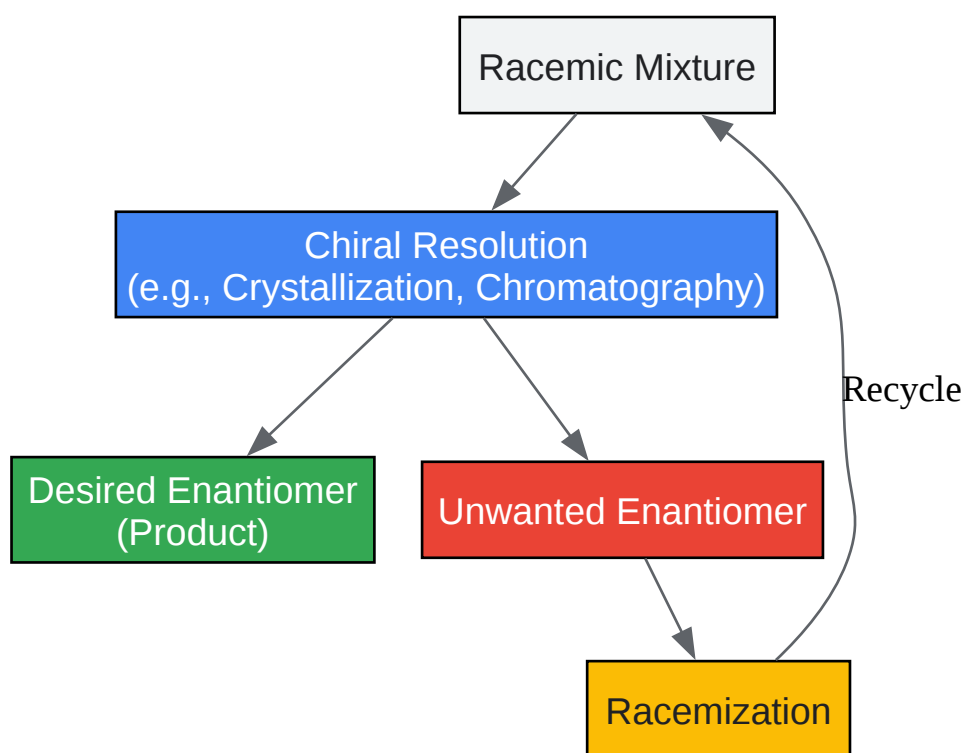 Racemic Mixture
Chiral Resolution
(e.g., Crystallization, Chromatography)
Recycle
Desired Enantiomer
(Product)
Unwanted Enantiomer
Racemization